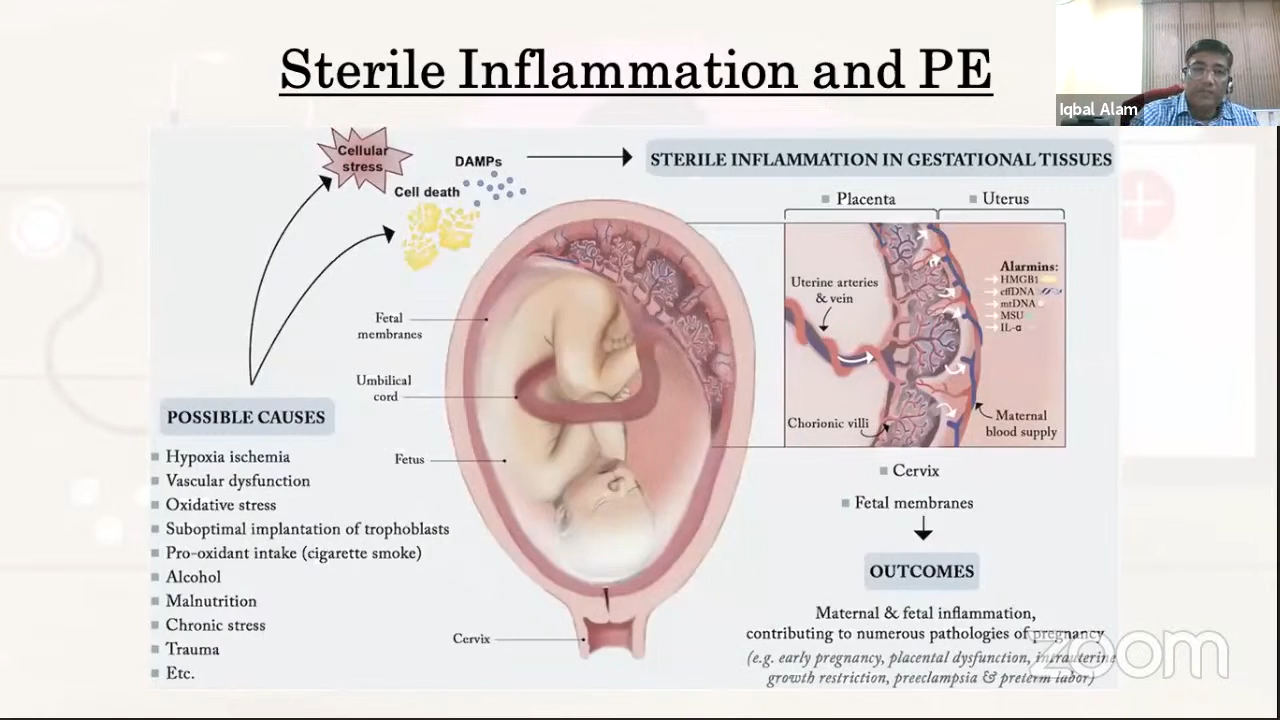 Sterile Inflammation and PE
Iqbal Alam
Cellular
stress
DAMPs
Cell death
STERILE INFLAMMATION IN GESTATIONAL TISSUES
Placenta
Uterus
Uterine arteries
& vein
Alarmins:
HMGB1
cffDNA
mtDNA
MSU
IL-α
Chorionic villi
Maternal
blood supply
Fetal
membranes
Umbilical
cord
Fetus
Cervix
POSSIBLE CAUSES
Hypoxia ischemia
Vascular dysfunction
Oxidative stress
Suboptimal implantation of trophoblasts
Pro-oxidant intake (cigarette smoke)
Alcohol
Malnutrition
Chronic stress
Trauma
Etc.
Cervix
Fetal membranes
OUTCOMES
Maternal & fetal inflammation,
contributing to numerous pathologies of pregnancy
(e.g. early pregnancy, placental dysfunction, intrauterine
growth restriction, preeclampsia & preterm labor)
zoom